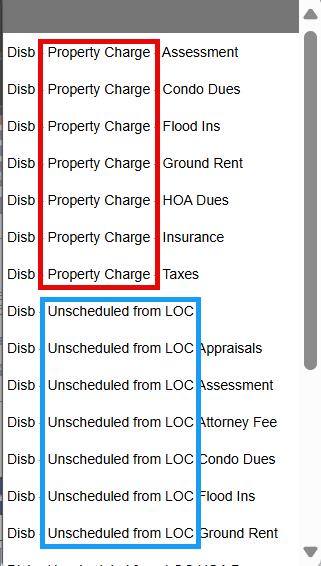 Disb - Property Charge - Assessment
Disb - Property Charge - Condo Dues
Disb - Property Charge - Flood Ins
Disb - Property Charge - Ground Rent
Disb - Property Charge - HOA Dues
Disb - Property Charge - Insurance
Disb - Property Charge - Taxes
Disb - Unscheduled from LOC
Disb - Unscheduled from LOC Appraisals
Disb - Unscheduled from LOC Assessment
Disb - Unscheduled from LOC Attorney Fee
Disb - Unscheduled from LOC Condo Dues
Disb - Unscheduled from LOC Flood Ins
Disb - Unscheduled from LOC Ground Rent